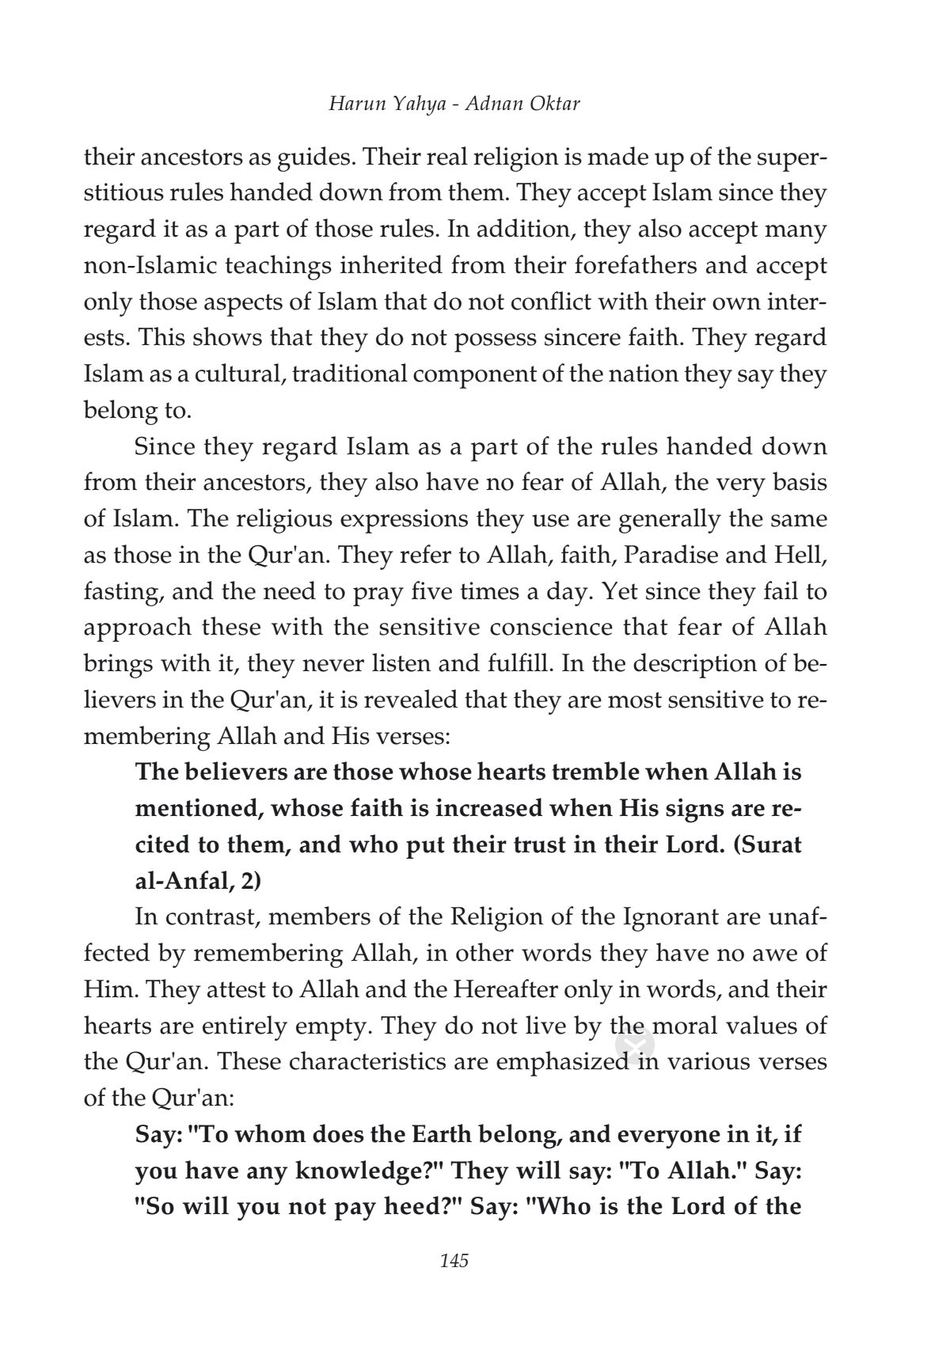 Harun Yahya - Adnan Oktar
their ancestors as guides. Their real religion is made up of the super-
stitious rules handed down from them. They accept Islam since they
regard it as a part of those rules. In addition, they also accept many
non-Islamic teachings inherited from their forefathers and accept
only those aspects of Islam that do not conflict with their own inter-
ests. This shows that they do not possess sincere faith. They regard
Islam as a cultural, traditional component of the nation they say they
belong to.
Since they regard Islam as a part of the rules handed down
from their ancestors, they also have no fear of Allah, the very basis
of Islam. The religious expressions they use are generally the same
as those in the Qur'an. They refer to Allah, faith, Paradise and Hell,
fasting, and the need to pray five times a day. Yet since they fail to
approach these with the sensitive conscience that fear of Allah
brings with it, they never listen and fulfill. In the description of be-
lievers in the Qur'an, it is revealed that they are most sensitive to re-
membering Allah and His verses:
The believers are those whose hearts tremble when Allah is
mentioned, whose faith is increased when His signs are re-
cited to them, and who put their trust in their Lord. (Surat
al-Anfal, 2)
In contrast, members of the Religion of the Ignorant are unaf-
fected by remembering Allah, in other words they have no awe of
Him. They attest to Allah and the Hereafter only in words, and their
hearts are entirely empty. They do not live by the moral values of
the Qur'an. These characteristics are emphasized in various verses
of the Qur'an:
Say: "To whom does the Earth belong, and everyone in it, if
you have any knowledge?" They will say: "To Allah." Say:
"So will you not pay heed?" Say: "Who is the Lord of the
145